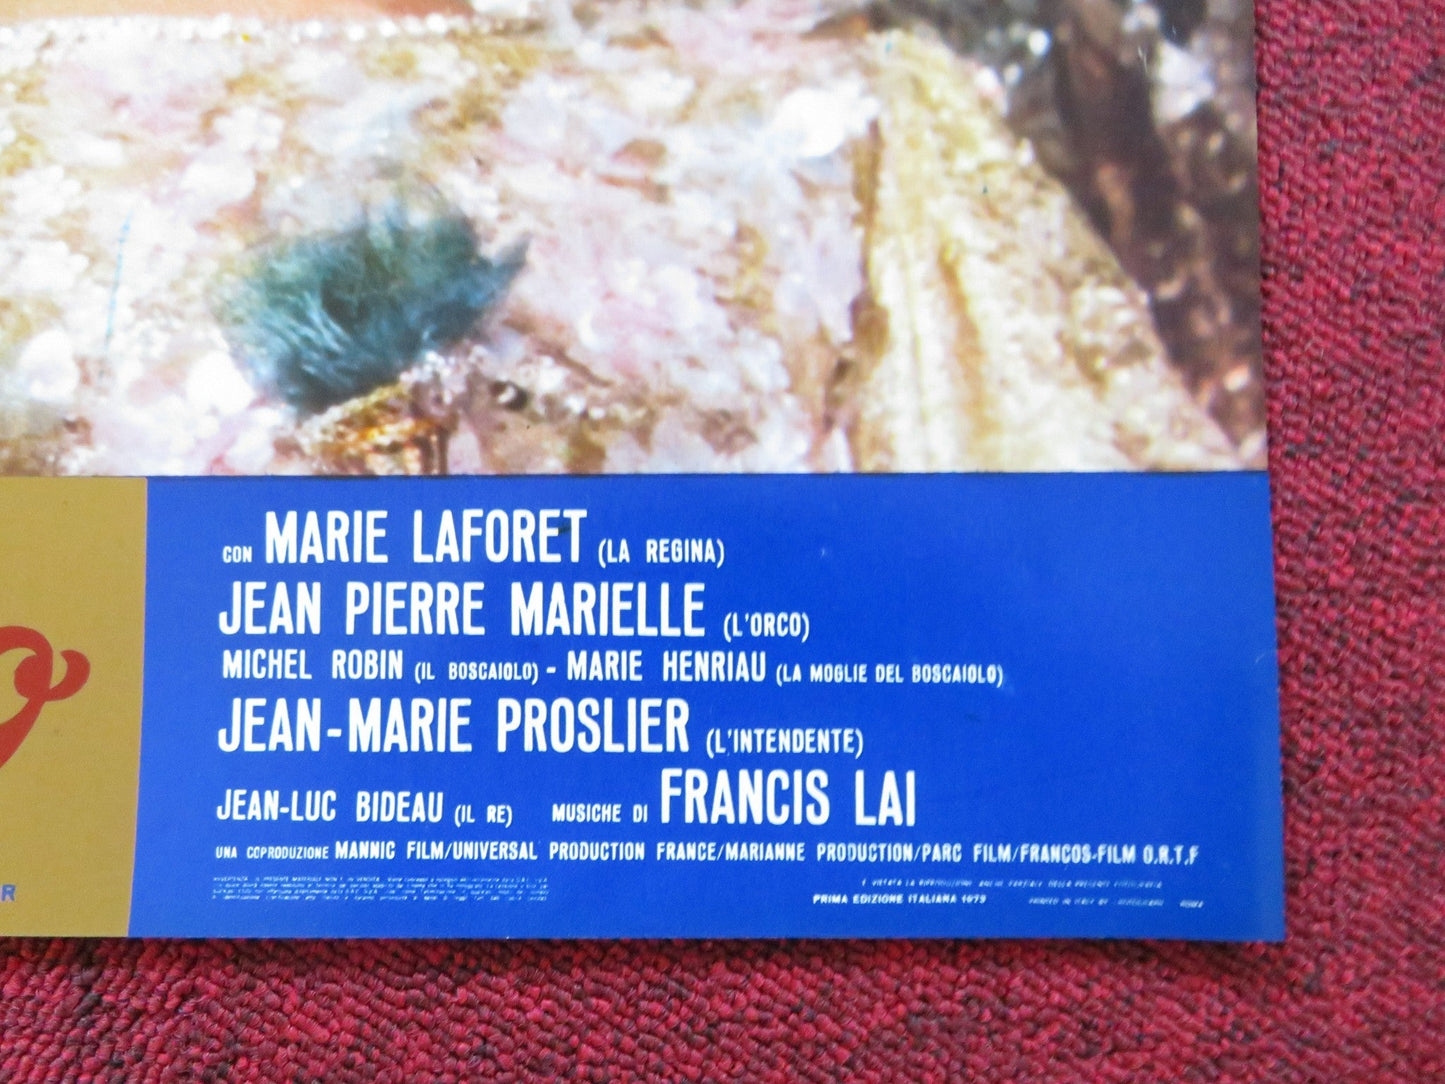 CON MARIE LAFORET (LA REGINA)
JEAN PIERRE MARIELLE (L'ORCO)
MICHEL ROBIN (IL BOSCAIOLO) - MARIE HENRIAU (LA MOGLIE DEL BOSCAIOLO)
JEAN-MARIE PROSLIER (L'INTENDENTE)
JEAN-LUC BIDEAU (IL RE) MUSICHE DI FRANCIS LAI
UNA COPRODUZIONE MANNIC FILM/UNIVERSAL PRODUCTION FRANCE/MARIANNE PRODUCTION/PARC FILM/FRANCOS-FILM O.R.T.F
R
PRIMA EDIZIONE ITALIANA 1973